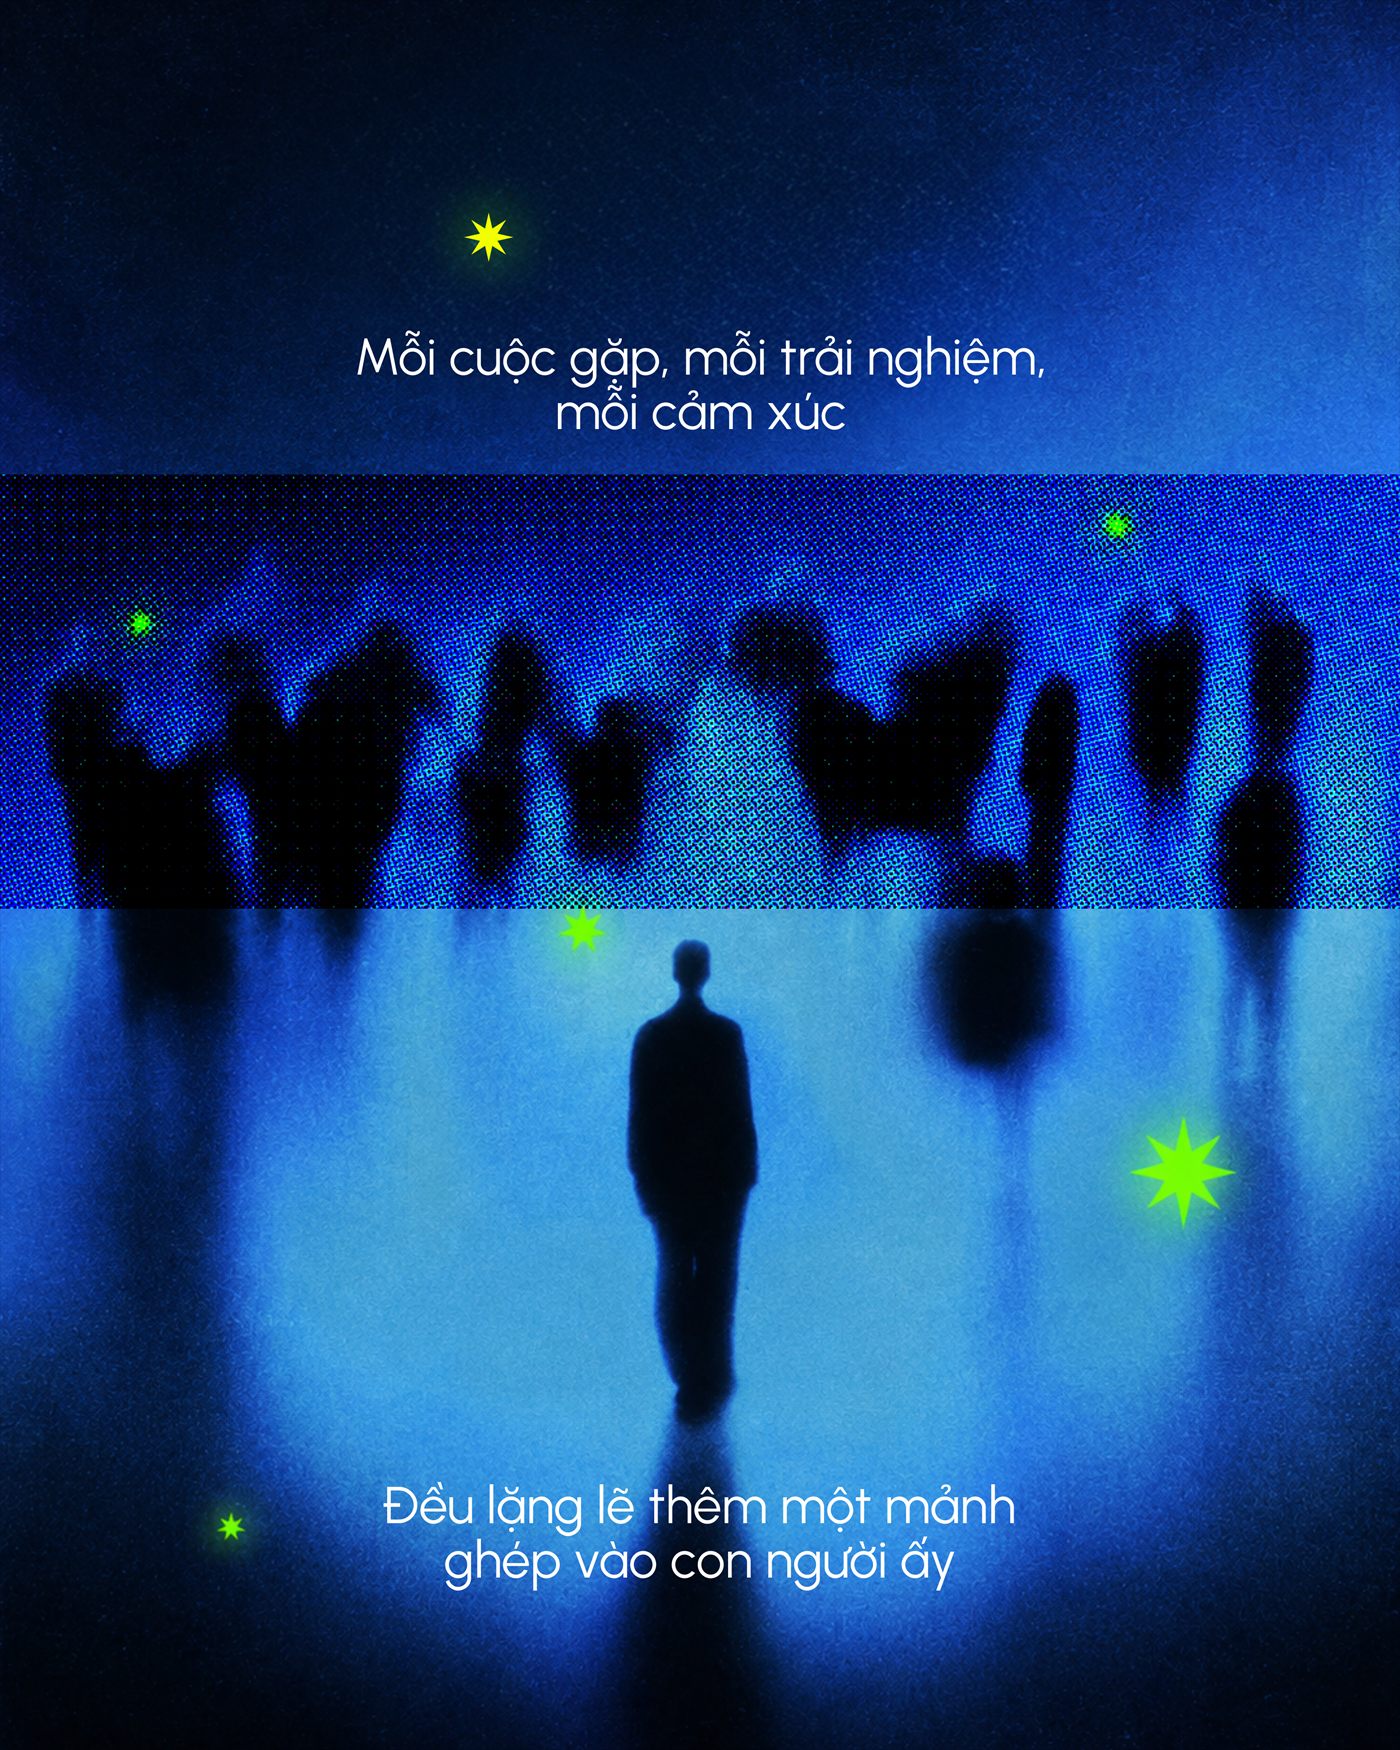 Mỗi cuộc gặp, mỗi trải nghiệm,
mỗi cảm xúc
Đều lặng lẽ thêm một mảnh
ghép vào con người ấy